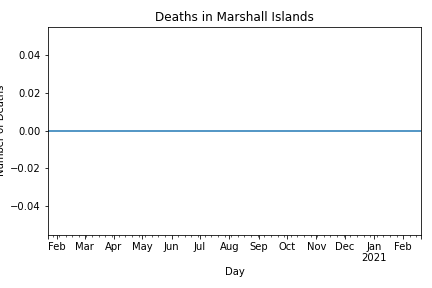 Deaths in Marshall Islands
Number of Deaths
0.04
0.02
0.00
−0.02
−0.04
Feb Mar Apr May Jun Jul Aug Sep Oct Nov Dec Jan Feb
2021
Day